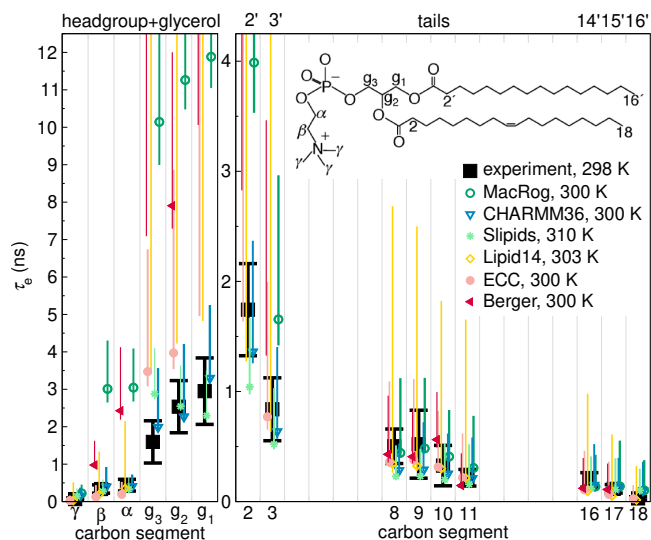 headgroup+glycerol 2' 3' tails 14' 15' 16'
12
11
10
9
8
7
6
5
4
3
2
1
0
τe (ns)
4
3
2
1
0
O
O P − O g3 g1 O O
O g2 2´ 16´
α O O
β 2 18
N + γ
γ γ
experiment, 298 K
MacRog, 300 K
CHARMM36, 300 K
Slipids, 310 K
Lipid14, 303 K
ECC, 300 K
Berger, 300 K
γ β α g3 g2 g1 2 3 8 9 10 11 16 17 18
carbon segment carbon segment